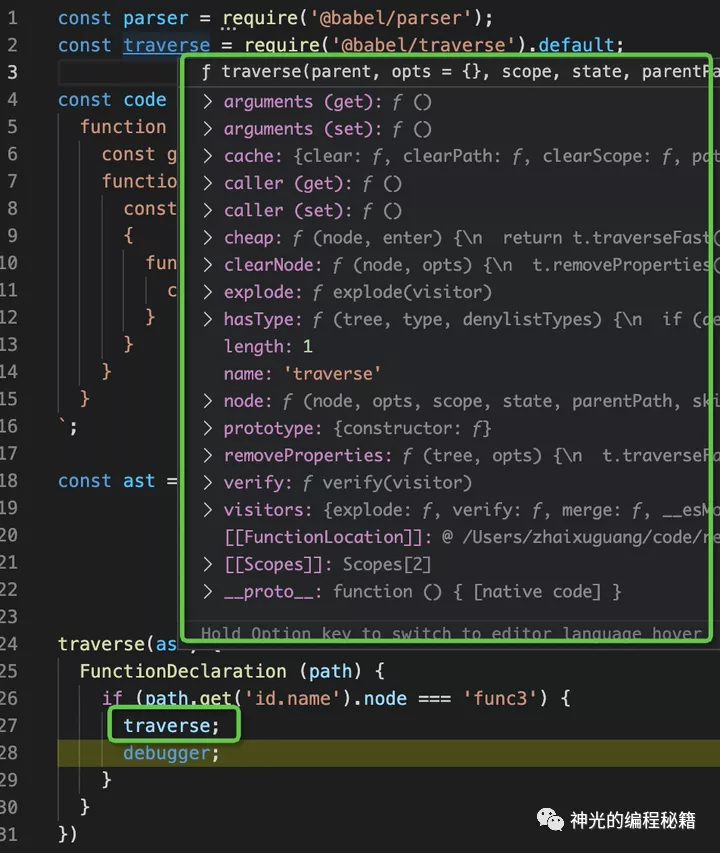 1 const parser = require('@babel/parser');
2 const traverse = require('@babel/traverse').default;
3 ƒ traverse(parent, opts = {}, scope, state, parentPa
4 const code > arguments (get): ƒ ()
5 function > arguments (set): ƒ ()
6 const g > cache: {clear: ƒ, clearPath: ƒ, clearScope: ƒ, pat
7 functio > caller (get): ƒ ()
8 const > caller (set): ƒ ()
9 { > cheap: ƒ (node, enter) {\n  return t.traverseFast(
10 fun > clearNode: ƒ (node, opts) {\n  t.removeProperties(
11 c > explode: ƒ explode(visitor)
12 } > hasType: ƒ (tree, type, denylistTypes) {\n  if (de
13 } length: 1
14 } name: 'traverse'
15 } > node: ƒ (node, opts, scope, state, parentPath, ski
16 `; > prototype: {constructor: ƒ}
17 > removeProperties: ƒ (tree, opts) {\n  t.traverseFa
18 const ast = > verify: ƒ verify(visitor)
19 > visitors: {explode: ƒ, verify: ƒ, merge: ƒ, __esMo
20 [[FunctionLocation]]: @ /Users/zhaixuguang/code/re
21 > [[Scopes]]: Scopes[2]
22 > __proto__: function () { [native code] }
23 Hold Option key to switch to editor language hover
24 traverse(as {
25 FunctionDeclaration (path) {
26 if (path.get('id.name').node === 'func3') {
27 traverse;
28 debugger;
29 }
30 }
31 })
神光的编程秘籍